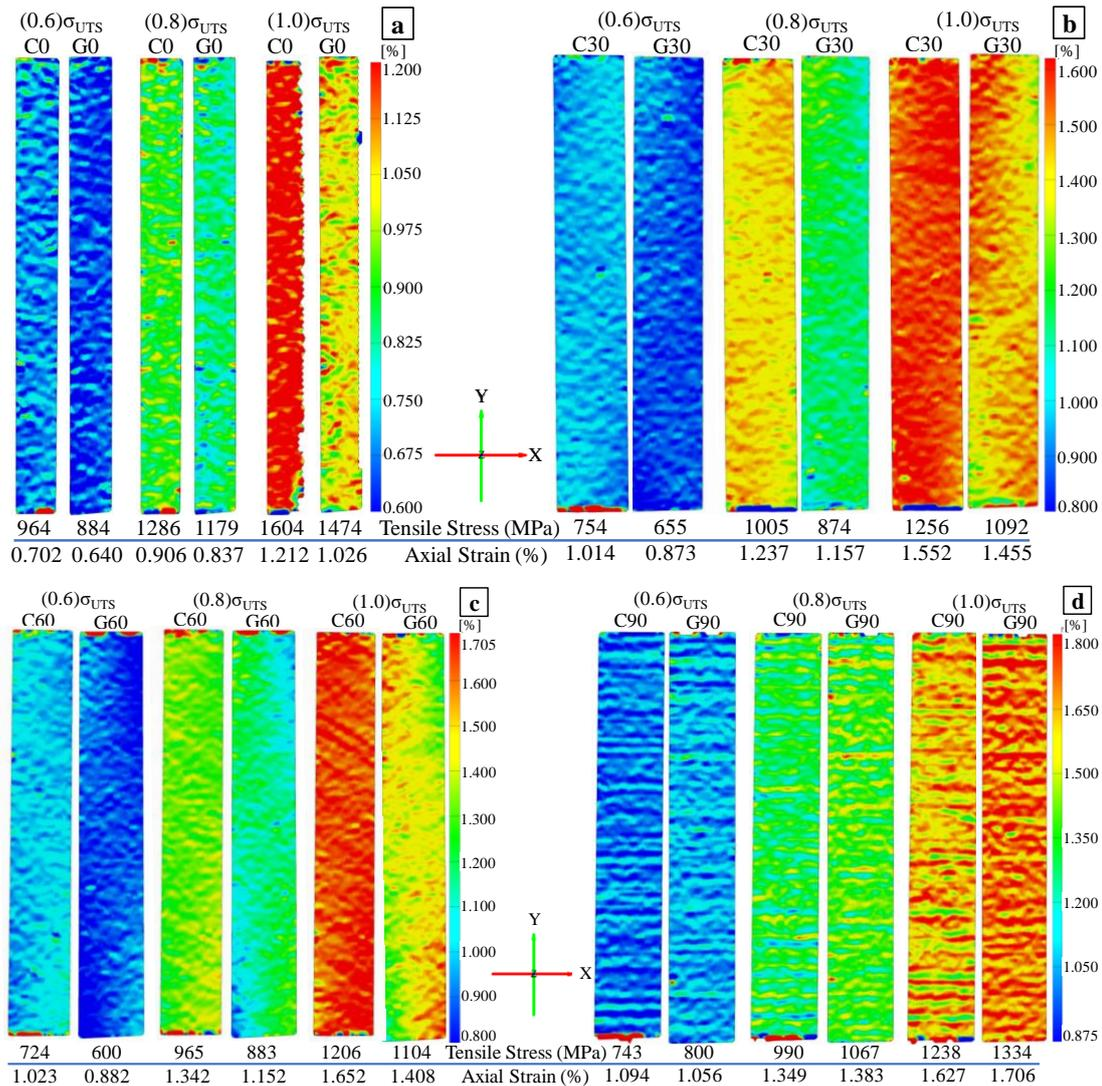 (0.6)σUTS (0.8)σUTS (1.0)σUTS a
C0 G0 C0 G0 C0 G0 [%]
1.200
1.125
1.050
0.975
0.900
0.825
0.750
0.675
0.600
(0.6)σUTS (0.8)σUTS (1.0)σUTS b
C30 G30 C30 G30 C30 G30 [%]
1.600
1.500
1.400
1.300
1.200
1.100
1.000
0.900
0.800
Y
Z X
964 884 1286 1179 1604 1474 Tensile Stress (MPa) 754 655 1005 874 1256 1092
0.702 0.640 0.906 0.837 1.212 1.026 Axial Strain (%) 1.014 0.873 1.237 1.157 1.552 1.455
(0.6)σUTS (0.8)σUTS (1.0)σUTS c
C60 G60 C60 G60 C60 G60 [%]
1.705
1.600
1.500
1.400
1.300
1.200
1.100
1.000
0.900
0.800
(0.6)σUTS (0.8)σUTS (1.0)σUTS d
C90 G90 C90 G90 C90 G90 [%]
1.800
1.650
1.500
1.350
1.200
1.050
0.875
Y
Z X
724 600 965 883 1206 1104 Tensile Stress (MPa) 743 800 990 1067 1238 1334
1.023 0.882 1.342 1.152 1.652 1.408 Axial Strain (%) 1.094 1.056 1.349 1.383 1.627 1.706